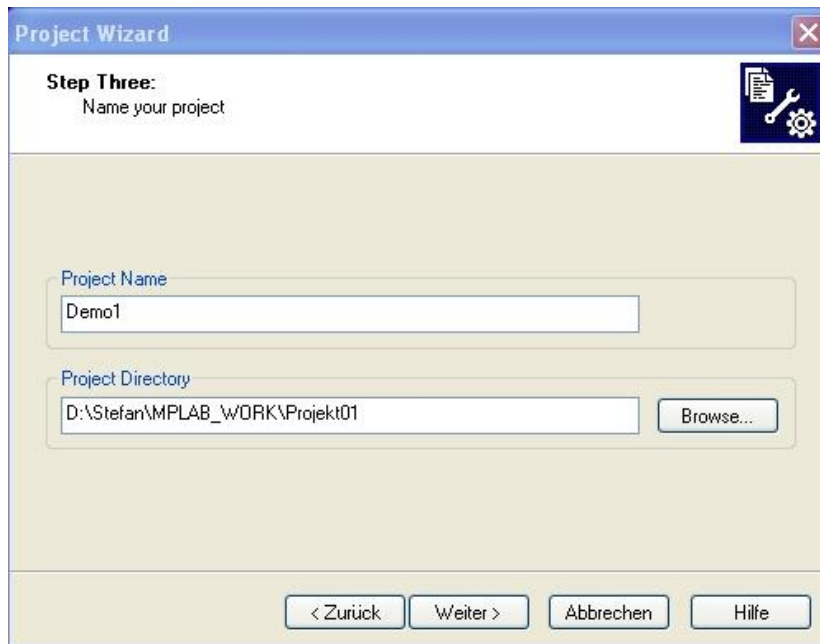 Project Wizard
Step Three:
Name your project
Project Name
Demo1
Project Directory
D:\Stefan\MPLAB_WORK\Projekt01
Browse...
< Zurück
Weiter >
Abbrechen
Hilfe